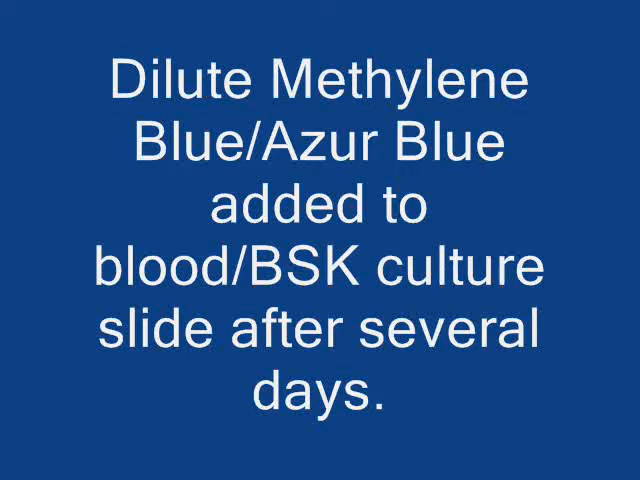 Dilute Methylene
Blue/Azur Blue
added to
blood/BSK culture
slide after several
days.